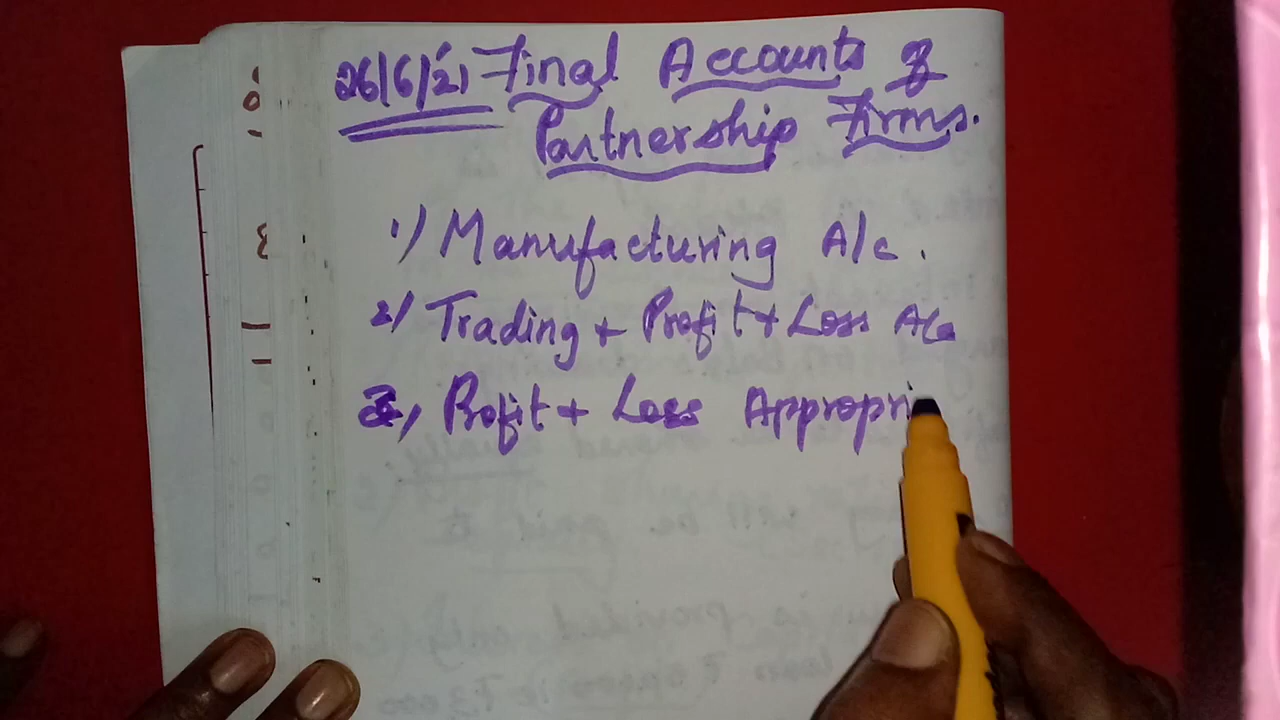 26/6/21 Final Accounts of
Partnership Firms.
1) Manufacturing A/c.
2) Trading + Profit + Loss A/c
3) Profit + Loss Appropri